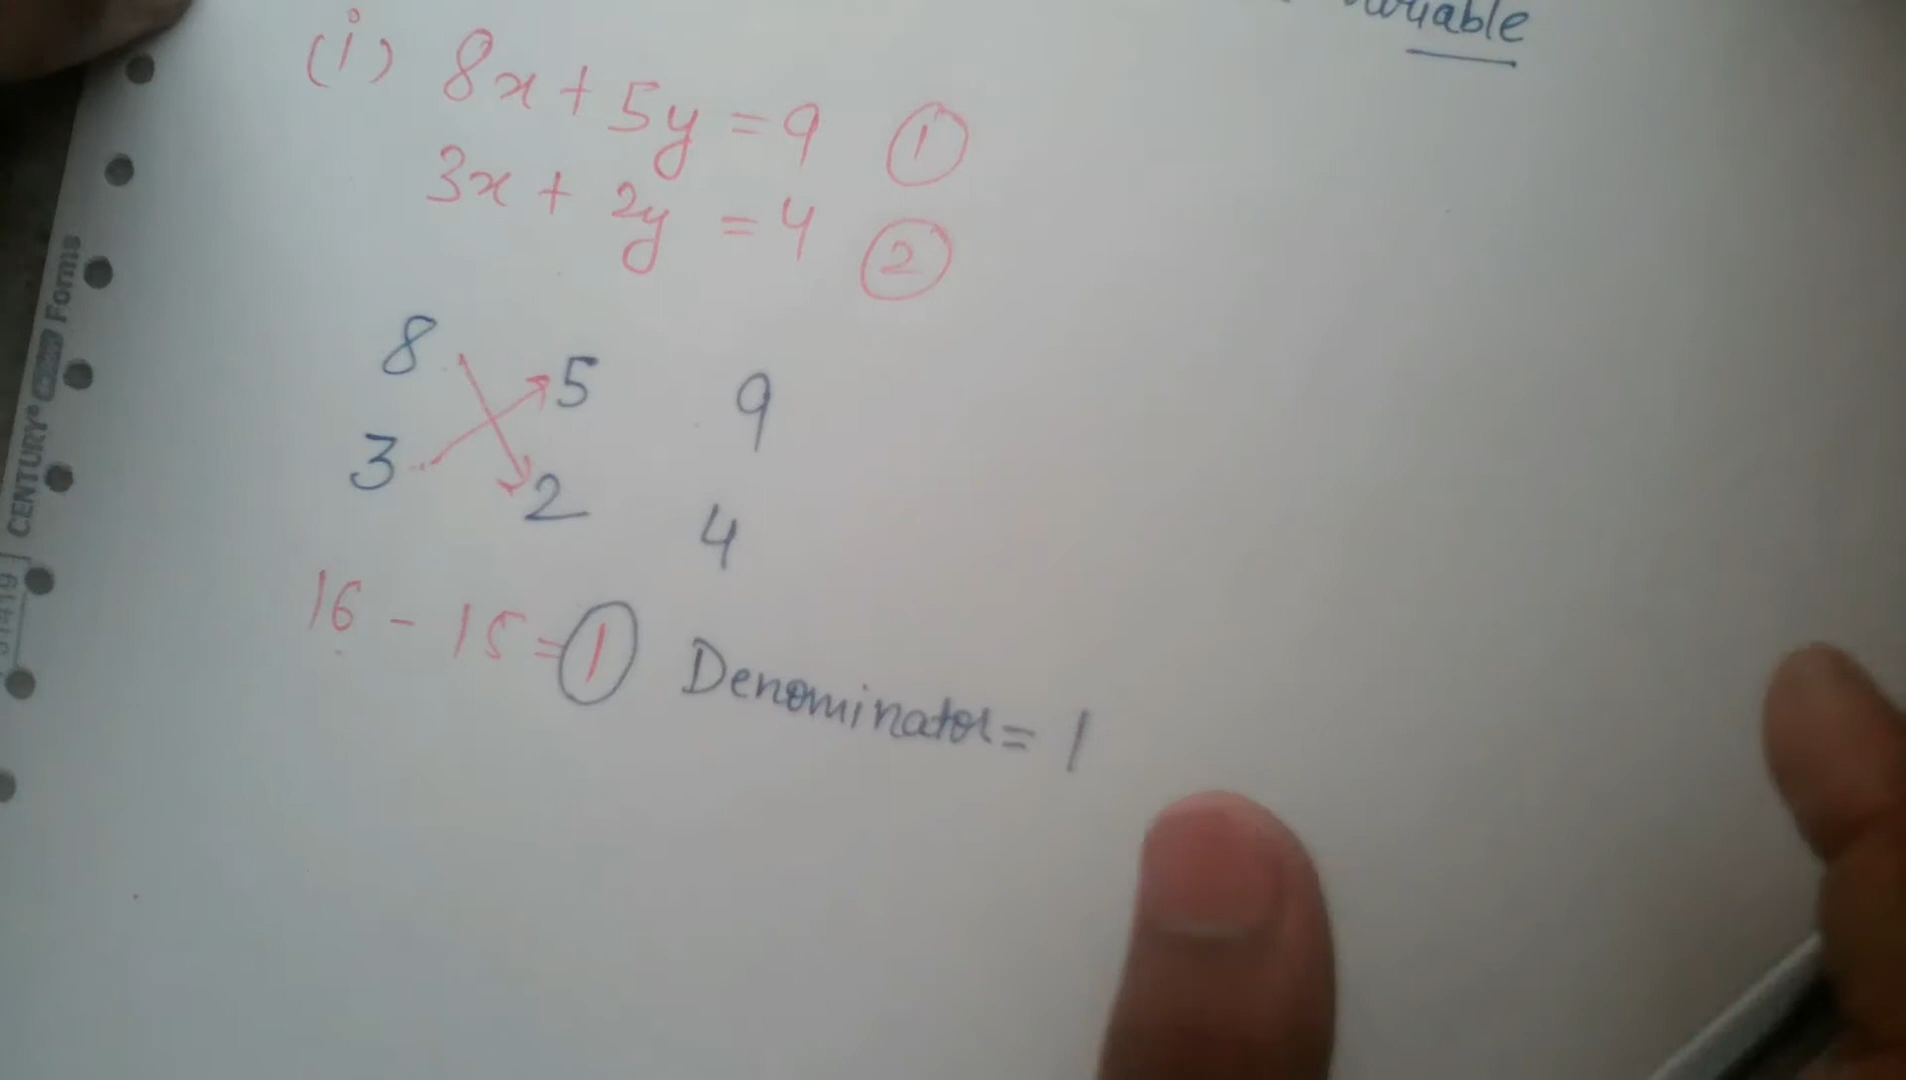 variable
(i) 8x + 5y = 9 ①
3x + 2y = 4 ②
8 5 9
3 2 4
16 - 15 = 1 Denominator = 1
CENTURY® Forms